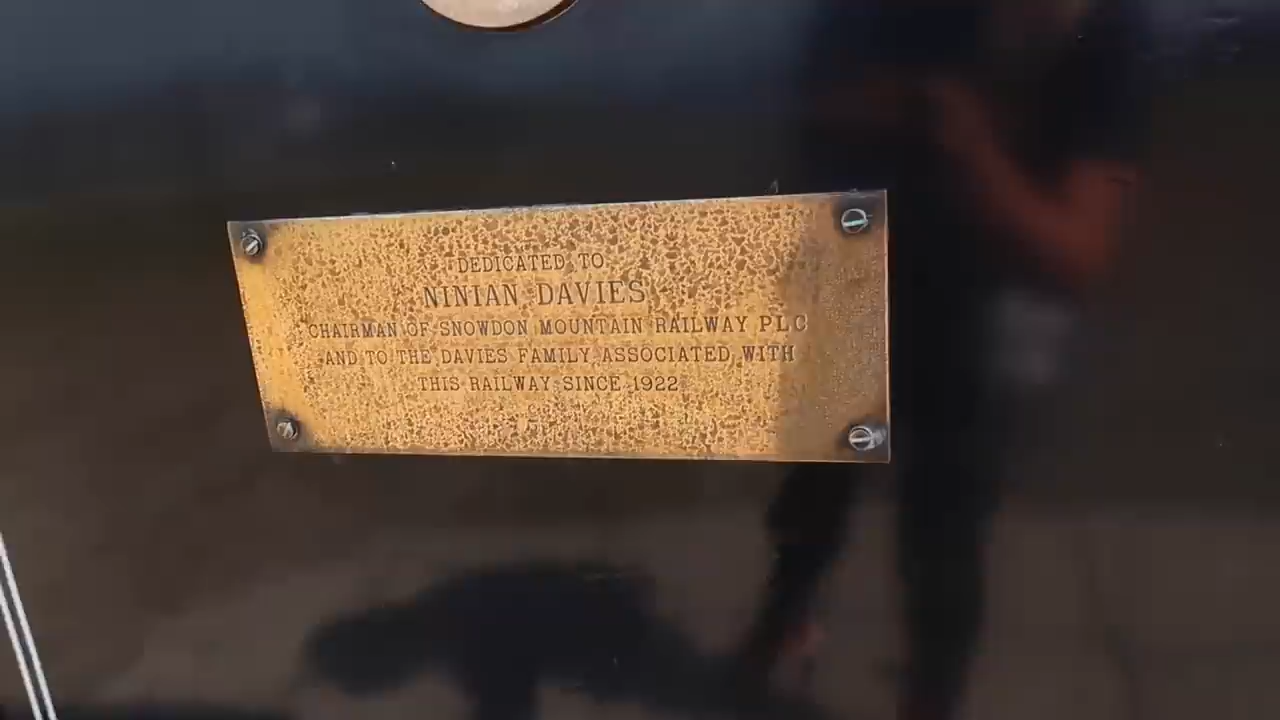 DEDICATED TO
NINIAN DAVIES
CHAIRMAN OF SNOWDON MOUNTAIN RAILWAY PLC
AND TO THE DAVIES FAMILY ASSOCIATED WITH
THIS RAILWAY SINCE 1922